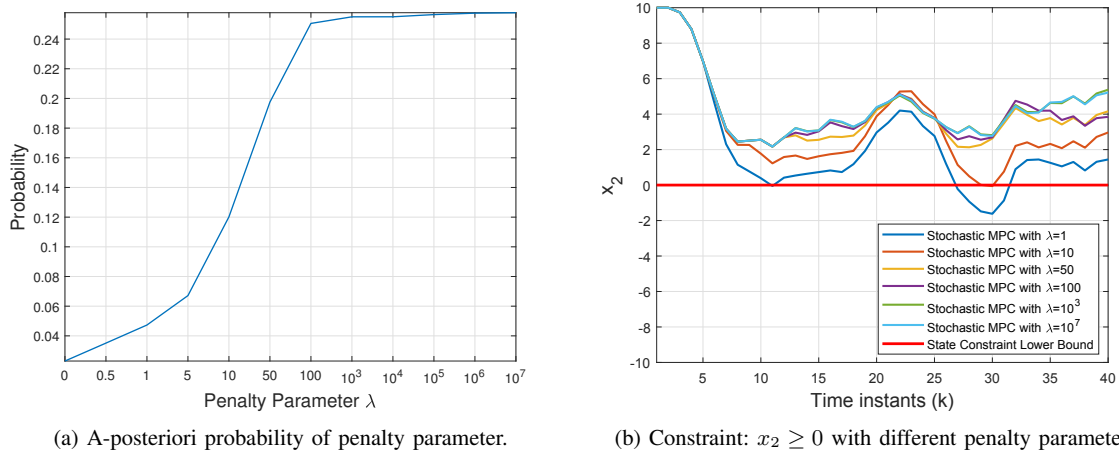 0.24
0.22
0.2
0.18
0.16
0.14
0.12
0.1
0.08
0.06
0.04
Probability
0 0.5 1 5 10 50 100 10³ 10⁴ 10⁵ 10⁶ 10⁷
Penalty Parameter λ
(a) A-posteriori probability of penalty parameter.
10
8
6
4
2
0
-2
-4
-6
-8
-10
x₂
Stochastic MPC with λ=1
Stochastic MPC with λ=10
Stochastic MPC with λ=50
Stochastic MPC with λ=100
Stochastic MPC with λ=10³
Stochastic MPC with λ=10⁷
State Constraint Lower Bound
5 10 15 20 25 30 35 40
Time instants (k)
(b) Constraint: x₂ ≥ 0 with different penalty paramete